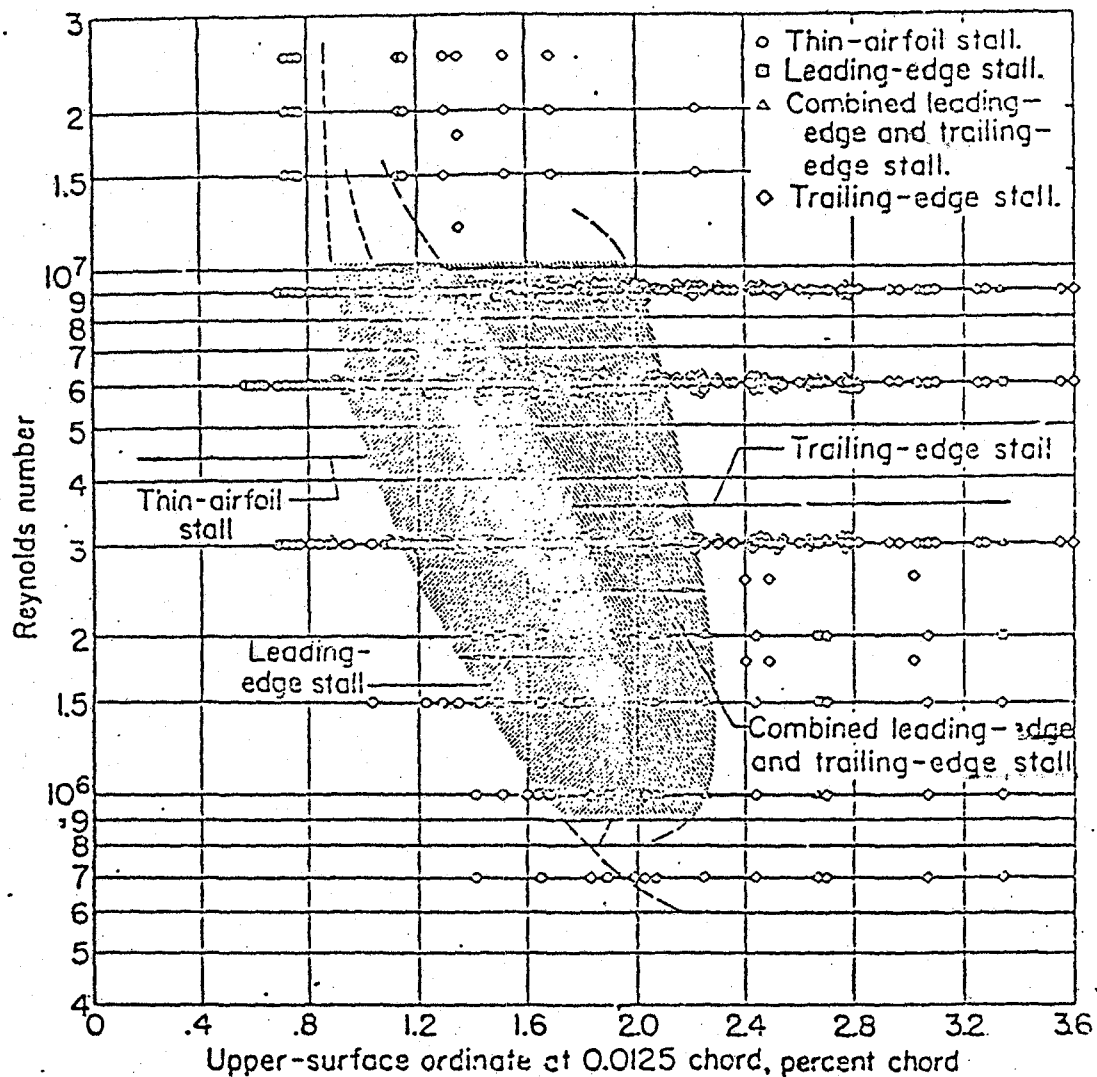 Thin-airfoil stall.
Leading-edge stall.
Combined leading-
edge and trailing-
edge stall.
Trailing-edge stall.
3
2
1.5
10⁷
9
8
7
6
5
4
3
2
1.5
10⁶
.9
8
7
6
5
4
Reynolds number
Thin-airfoil
stall
Trailing-edge stall
Leading-
edge stall
Combined leading-edge
and trailing-edge stall
0 .4 .8 1.2 1.6 2.0 2.4 2.8 3.2 3.6
Upper-surface ordinate at 0.0125 chord, percent chord